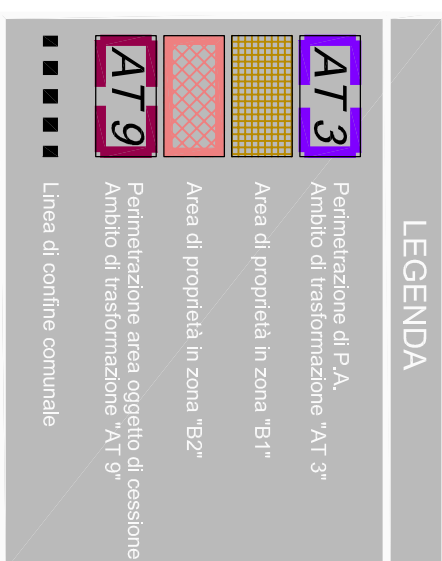 LEGENDA
AT 3
Perimetrazione di P.A.
Ambito di trasformazione "AT 3"
Area di proprietà in zona "B1"
Area di proprietà in zona "B2"
AT 9
Perimetrazione area oggetto di cessione
Ambito di trasformazione "AT 9"
Linea di confine comunale